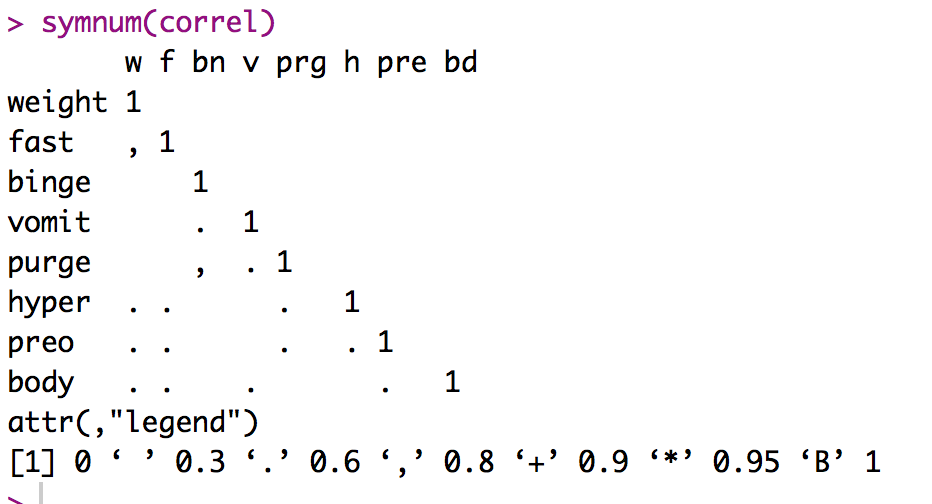 > symnum(correl)
       w f bn v prg h pre bd
weight 1
fast   , 1
binge      1
vomit      .  1
purge      ,  . 1
hyper  . .      .   1
preo   . .      .   . 1
body   . .    .       .   1
attr(,"legend")
[1] 0 ‘ ’ 0.3 ‘.’ 0.6 ‘,’ 0.8 ‘+’ 0.9 ‘*’ 0.95 ‘B’ 1
>